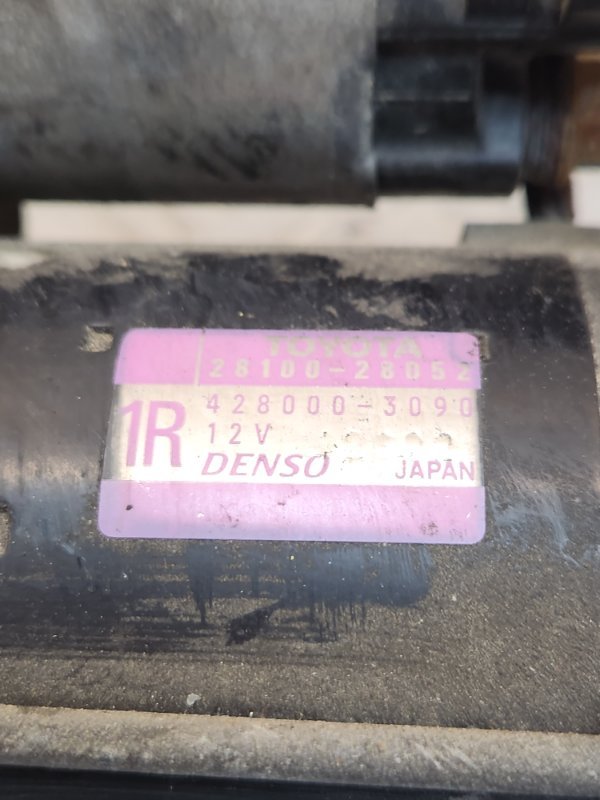 TOYOTA
28100-28052
1R
428000-3090
12V
DENSO JAPAN